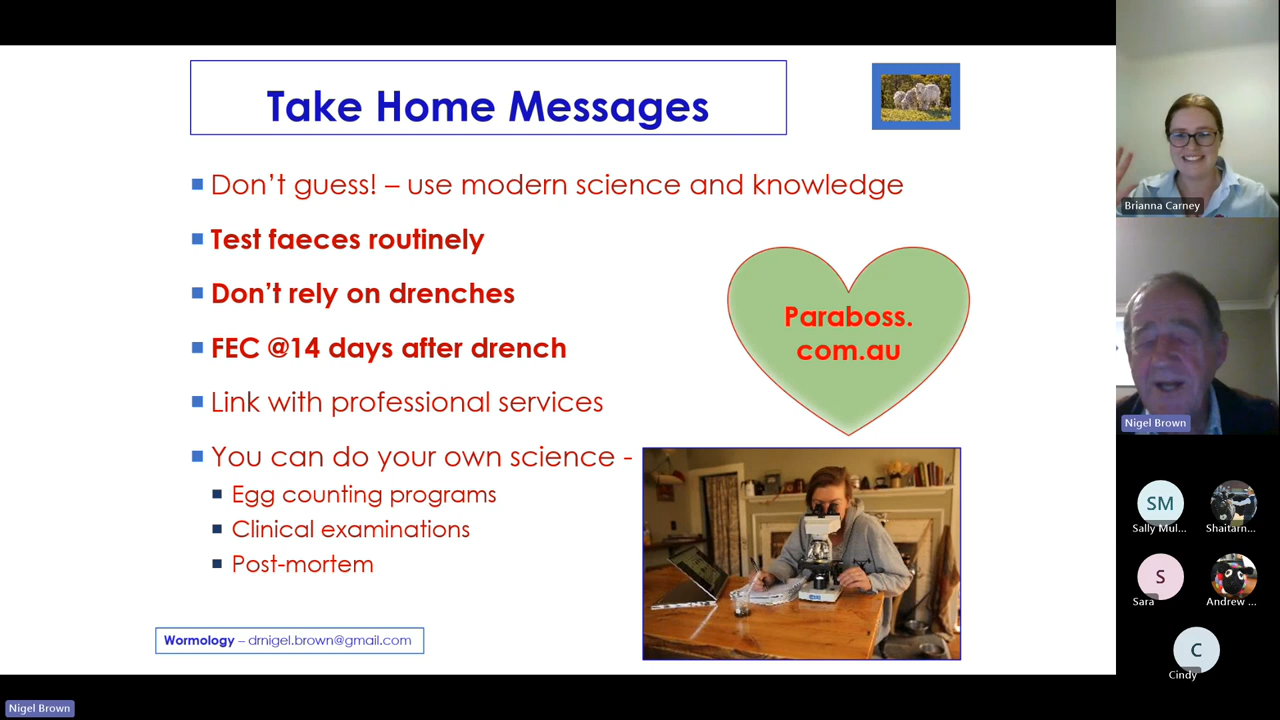 Take Home Messages
Don't guess! – use modern science and knowledge
Test faeces routinely
Don't rely on drenches
FEC @14 days after drench
Link with professional services
You can do your own science -
Egg counting programs
Clinical examinations
Post-mortem
Paraboss.
com.au
Wormology – drnigel.brown@gmail.com
Brianna Carney
Nigel Brown
SM
Sally Mul...
Shaitarn...
S
Sara
Andrew ...
C
Cindy
Nigel Brown